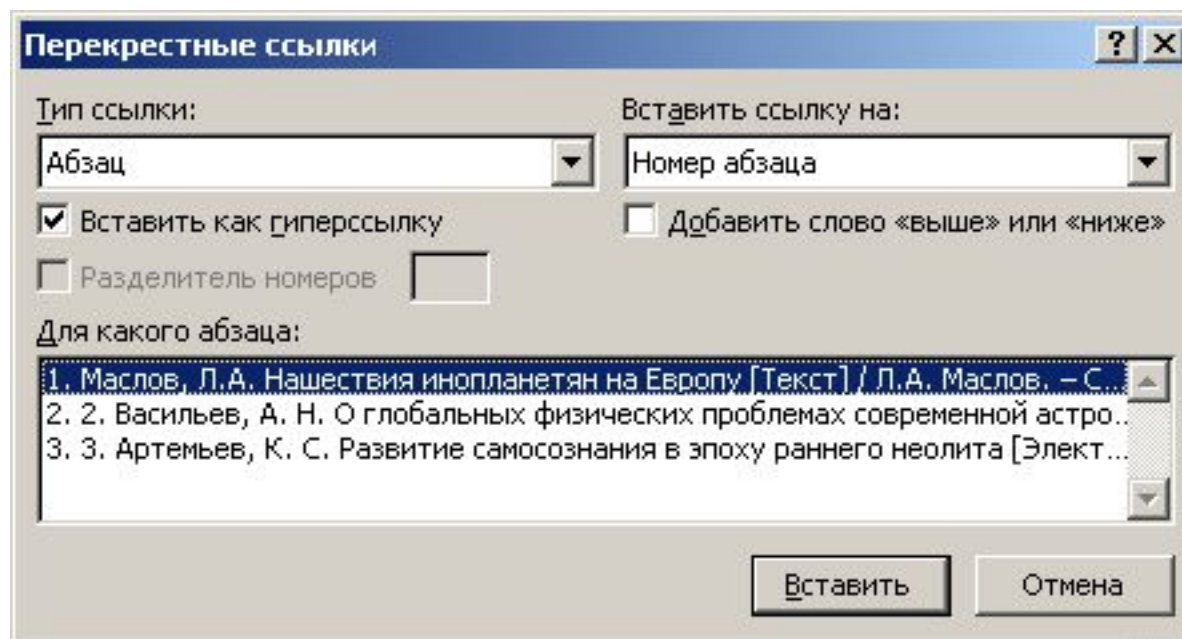 Перекрестные ссылки
Тип ссылки:
Вставить ссылку на:
Абзац
Номер абзаца
Вставить как гиперссылку
Добавить слово «выше» или «ниже»
Разделитель номеров
Для какого абзаца:
1. Маслов, Л.А. Нашествия инопланетян на Европу [Текст] / Л.А. Маслов. – С...
2. 2. Васильев, А. Н. О глобальных физических проблемах современной астро...
3. 3. Артемьев, К. С. Развитие самосознания в эпоху раннего неолита [Элект...
Вставить
Отмена